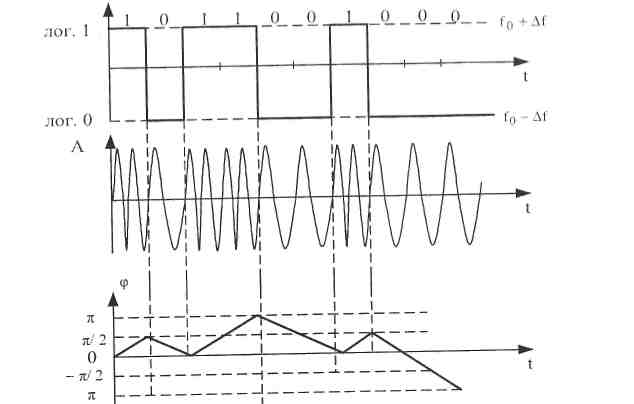 1 0 1 1 0 0 1 0 0 0
лог. 1 f₀ + Δf
t
лог. 0 f₀ − Δf
A
t
φ
π
π/ 2
0
t
− π/ 2
π